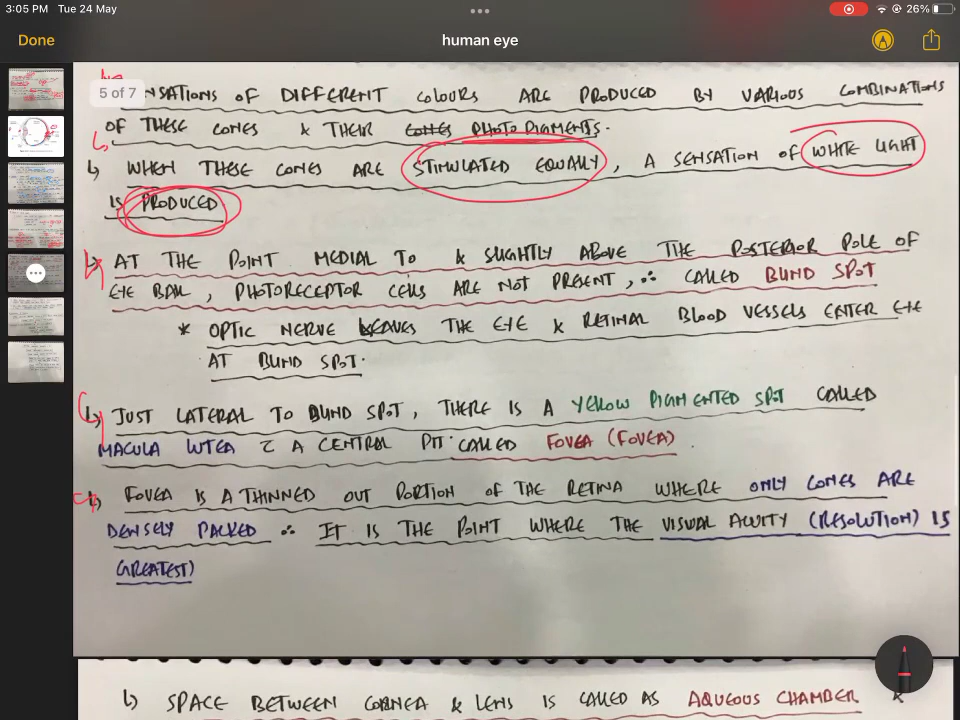 3:05 PM Tue 24 May
26%
Done
human eye
5 of 7
NSATIONS OF DIFFERENT COLOURS ARE PRODUCED BY VARIOUS COMBINATIONS
OF THESE CONES & THEIR CONES PHOTO PIGMENTS.
↳ WHEN THESE CONES ARE STIMULATED EQUALLY, A SENSATION OF WHITE LIGHT
IS PRODUCED
↳ AT THE POINT MEDIAL TO & SLIGHTLY ABOVE THE POSTERIOR POLE OF
EYE BALL, PHOTORECEPTOR CELLS ARE NOT PRESENT, ∴ CALLED BLIND SPOT
* OPTIC NERVE LEAVES THE EYE & RETINAL BLOOD VESSELS ENTER EYE
AT BLIND SPOT.
↳ JUST LATERAL TO BLIND SPOT, THERE IS A YELLOW PIGMENTED SPOT CALLED
MACULA LUTEA c̄ A CENTRAL PIT CALLED FOVEA (FOVEA).
↳ FOVEA IS A THINNED OUT PORTION OF THE RETINA WHERE ONLY CONES ARE
DENSELY PACKED ∴ IT IS THE POINT WHERE THE VISUAL ACUITY (RESOLUTION) IS
GREATEST)
↳ SPACE BETWEEN CORNEA & LENS IS CALLED AS AQUEOUS CHAMBER